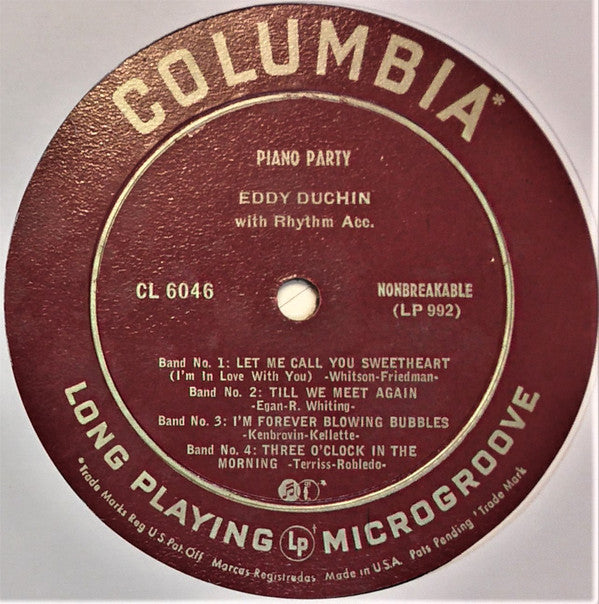 COLUMBIA*
PIANO PARTY
EDDY DUCHIN
with Rhythm Acc.
CL 6046
NONBREAKABLE
(LP 992)
Band No. 1: LET ME CALL YOU SWEETHEART
(I'm In Love With You) -Whitson-Friedman-
Band No. 2: TILL WE MEET AGAIN
-Egan-R. Whiting-
Band No. 3: I'M FOREVER BLOWING BUBBLES
-Kenbrovin-Kellette-
Band No. 4: THREE O'CLOCK IN THE
MORNING -Terriss-Robledo-
LONG PLAYING Lp† MICROGROOVE
*Trade Marks Reg U.S Pat. Off Marcas Registradas Made in U.S.A. Pats Pending †Trade Mark